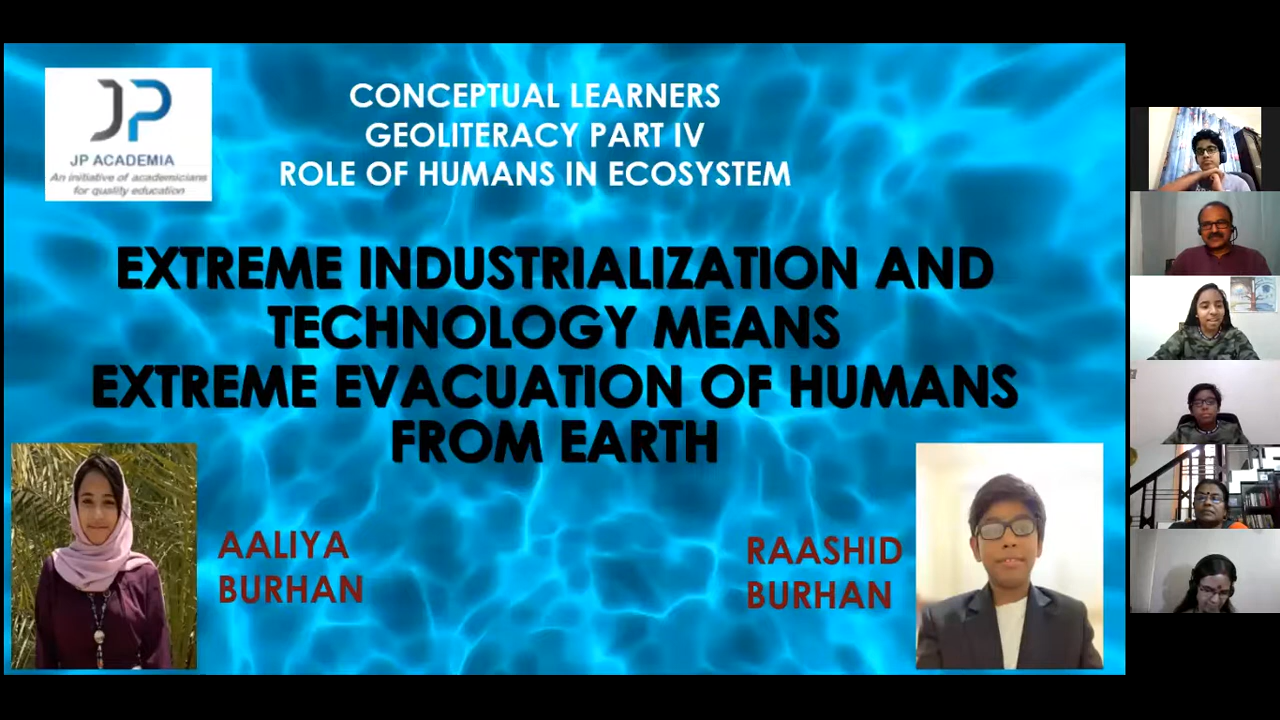 JP
JP ACADEMIA
An initiative of academicians
for quality education
CONCEPTUAL LEARNERS
GEOLITERACY PART IV
ROLE OF HUMANS IN ECOSYSTEM
EXTREME INDUSTRIALIZATION AND
TECHNOLOGY MEANS
EXTREME EVACUATION OF HUMANS
FROM EARTH
AALIYA
BURHAN
RAASHID
BURHAN